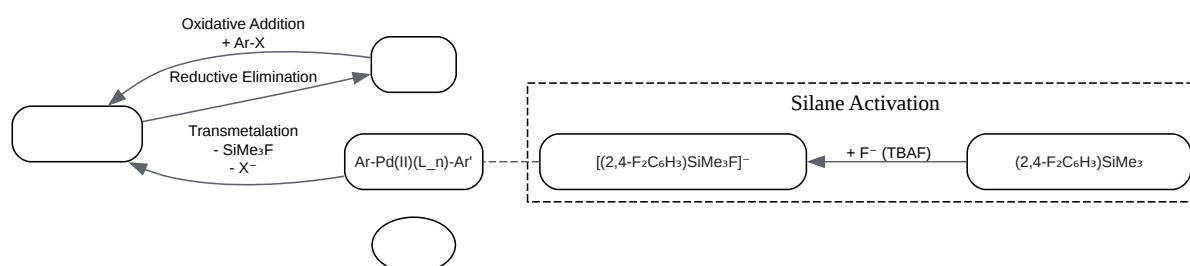 Oxidative Addition
+ Ar-X
Reductive Elimination
Transmetalation
- SiMe₃F
- X⁻
Ar-Pd(II)(L_n)-Ar'
Silane Activation
[(2,4-F₂C₆H₃)SiMe₃F]⁻
+ F⁻ (TBAF)
(2,4-F₂C₆H₃)SiMe₃